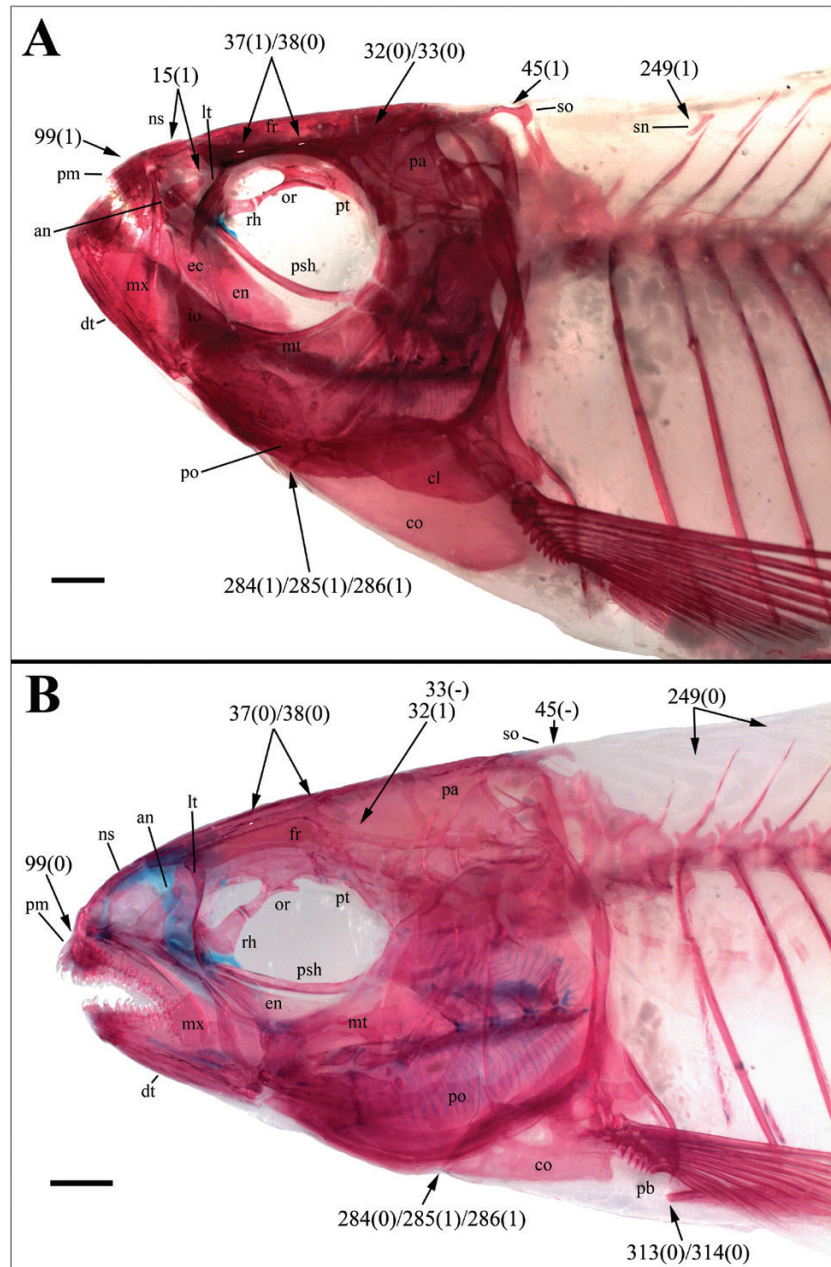 A
37(1)/38(0)
32(0)/33(0)
45(1)
249(1)
15(1)
lt
ns
fr
so
sn
99(1)
pm
pa
or
pt
an
rh
ec
psh
en
mx
io
dt
mt
po
cl
co
284(1)/285(1)/286(1)
B
33(-)
37(0)/38(0)
32(1)
so
45(-)
249(0)
lt
an
ns
pa
fr
99(0)
pm
or
pt
rh
psh
en
mx
mt
dt
po
co
pb
284(0)/285(1)/286(1)
313(0)/314(0)